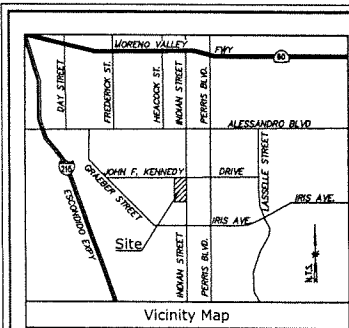 MORENO VALLEY
FWY
60
DAY STREET
FREDERICK ST.
HEACOCK ST.
INDIAN STREET
PERRIS BLVD.
ALESSANDRO BLVD
215
ESCONDIDO EXPY
GRAEBER STREET
JOHN F. KENNEDY
DRIVE
LASSELLE STREET
IRIS AVE.
IRIS AVE.
Site
INDIAN STREET
PERRIS BLVD.
N.T.S.
Vicinity Map